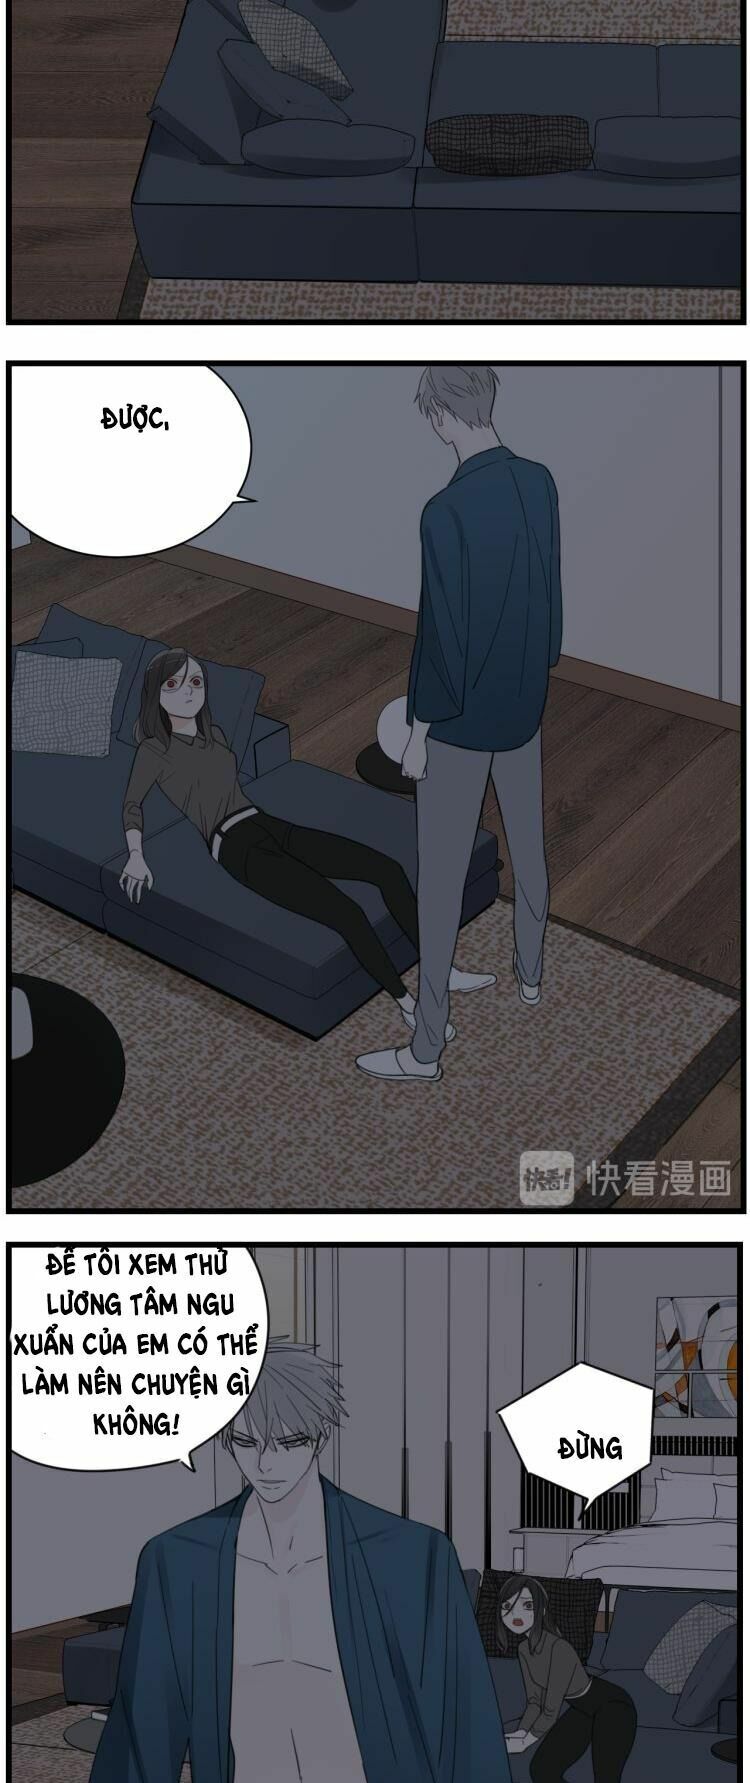 ĐƯỢC,
快看!
快看漫画
ĐỂ TÔI XEM THỬ
LƯƠNG TÂM NGU
XUẨN CỦA EM CÓ THỂ
LÀM NÊN CHUYỆN GÌ
KHÔNG!
ĐỪNG